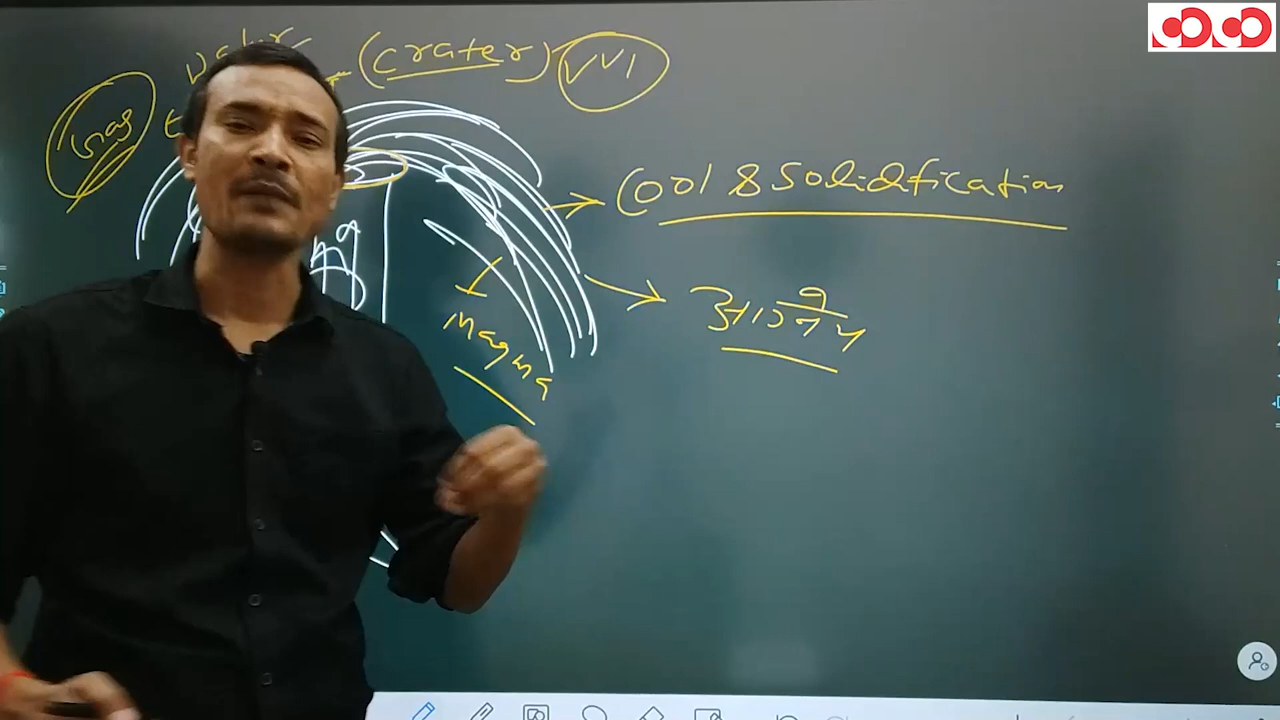 (crater) VVI
Gas
Cool & Solidification
आग्नेय
Magma